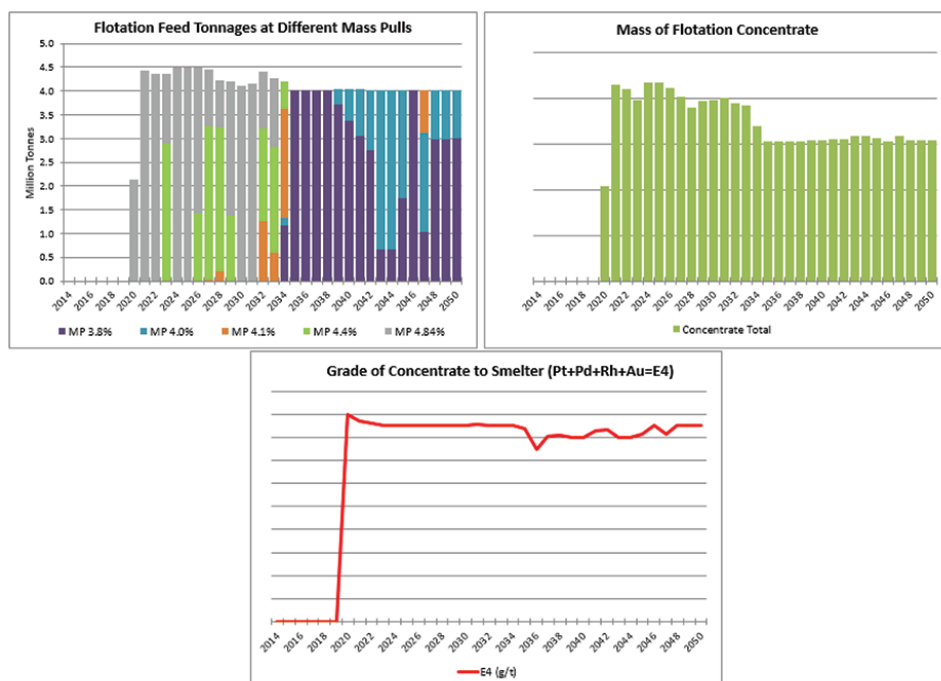 Flotation Feed Tonnages at Different Mass Pulls
5.0
4.5
4.0
3.5
3.0
2.5
2.0
1.5
1.0
0.5
0.0
Million Tonnes
2014 2016 2018 2020 2022 2024 2026 2028 2030 2032 2034 2036 2038 2040 2042 2044 2046 2048 2050
MP 3.8% MP 4.0% MP 4.1% MP 4.4% MP 4.84%
Mass of Flotation Concentrate
2014 2016 2018 2020 2022 2024 2026 2028 2030 2032 2034 2036 2038 2040 2042 2044 2046 2048 2050
Concentrate Total
Grade of Concentrate to Smelter (Pt+Pd+Rh+Au=E4)
2014 2016 2018 2020 2022 2024 2026 2028 2030 2032 2034 2036 2038 2040 2042 2044 2046 2048 2050
E4 (g/t)